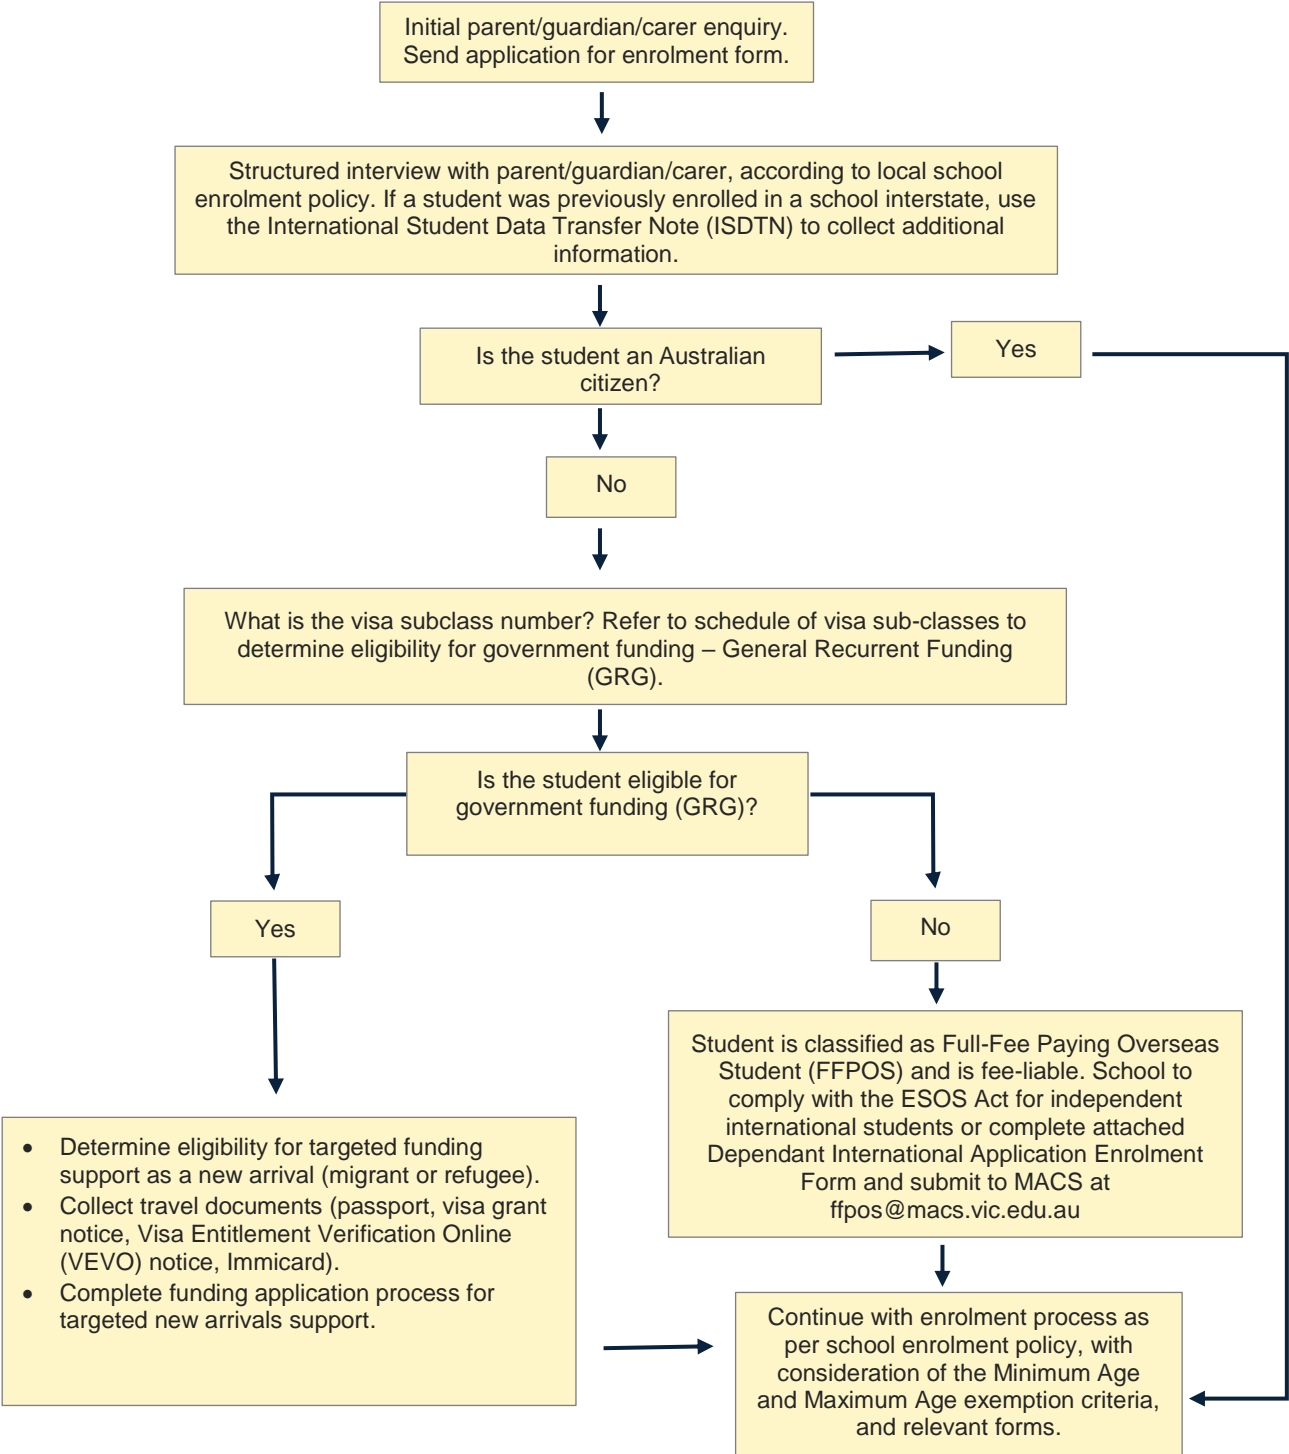 Initial parent/guardian/carer enquiry.
Send application for enrolment form.
Structured interview with parent/guardian/carer, according to local school
enrolment policy. If a student was previously enrolled in a school interstate, use
the International Student Data Transfer Note (ISDTN) to collect additional
information.
Is the student an Australian
citizen?
Yes
No
What is the visa subclass number? Refer to schedule of visa sub-classes to
determine eligibility for government funding – General Recurrent Funding
(GRG).
Is the student eligible for
government funding (GRG)?
Yes
No
Student is classified as Full-Fee Paying Overseas
Student (FFPOS) and is fee-liable. School to
comply with the ESOS Act for independent
international students or complete attached
Dependant International Application Enrolment
Form and submit to MACS at
ffpos@macs.vic.edu.au
• Determine eligibility for targeted funding
support as a new arrival (migrant or refugee).
• Collect travel documents (passport, visa grant
notice, Visa Entitlement Verification Online
(VEVO) notice, Immicard).
• Complete funding application process for
targeted new arrivals support.
Continue with enrolment process as
per school enrolment policy, with
consideration of the Minimum Age
and Maximum Age exemption criteria,
and relevant forms.